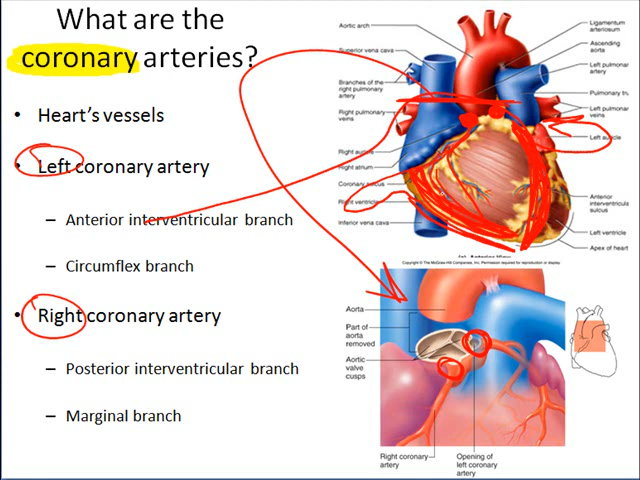 What are the
coronary arteries?
• Heart's vessels
• Left coronary artery
– Anterior interventricular branch
– Circumflex branch
• Right coronary artery
– Posterior interventricular branch
– Marginal branch
Aortic arch
Superior vena cava
Branches of the
right pulmonary
artery
Right pulmonary
veins
Right auricle
Right atrium
Coronary sulcus
Right ventricle
Inferior vena cava
Ligamentum
arteriosum
Ascending
aorta
Left pulmonary
artery
Pulmonary tru
Left pulmonary
veins
Left auricle
Anterior
interventricular
sulcus
Left ventricle
Apex of heart
(a) Anterior View
Copyright © The McGraw-Hill Companies, Inc. Permission required for reproduction or display.
Aorta
Part of
aorta
removed
Aortic
valve
cusps
Right coronary
artery
Opening of
left coronary
artery